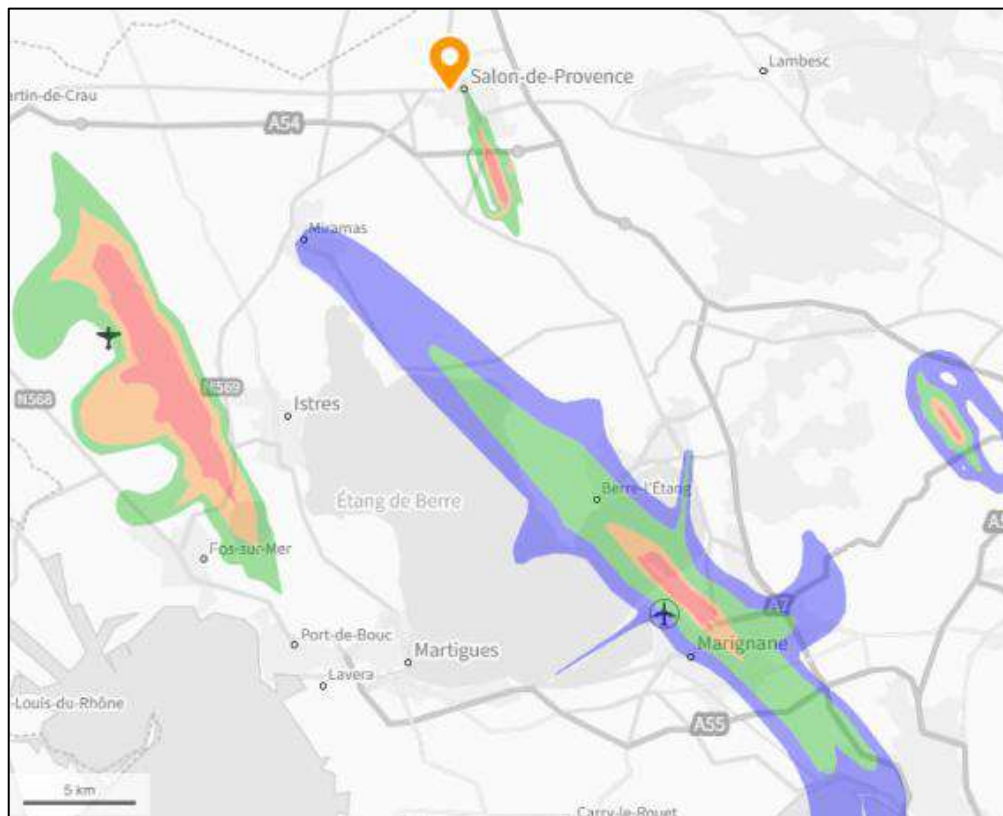 Lambesc
Salon-de-Provence
artin-de-Crau
A54
Miramas
N569
N568
Istres
Étang de Berre
Berre-l'Étang
Fos-sur-Mer
A7
Port-de-Bouc
Martigues
Marignane
Lavera
-Louis-du-Rhône
A55
5 km
Carry-le-Rouet